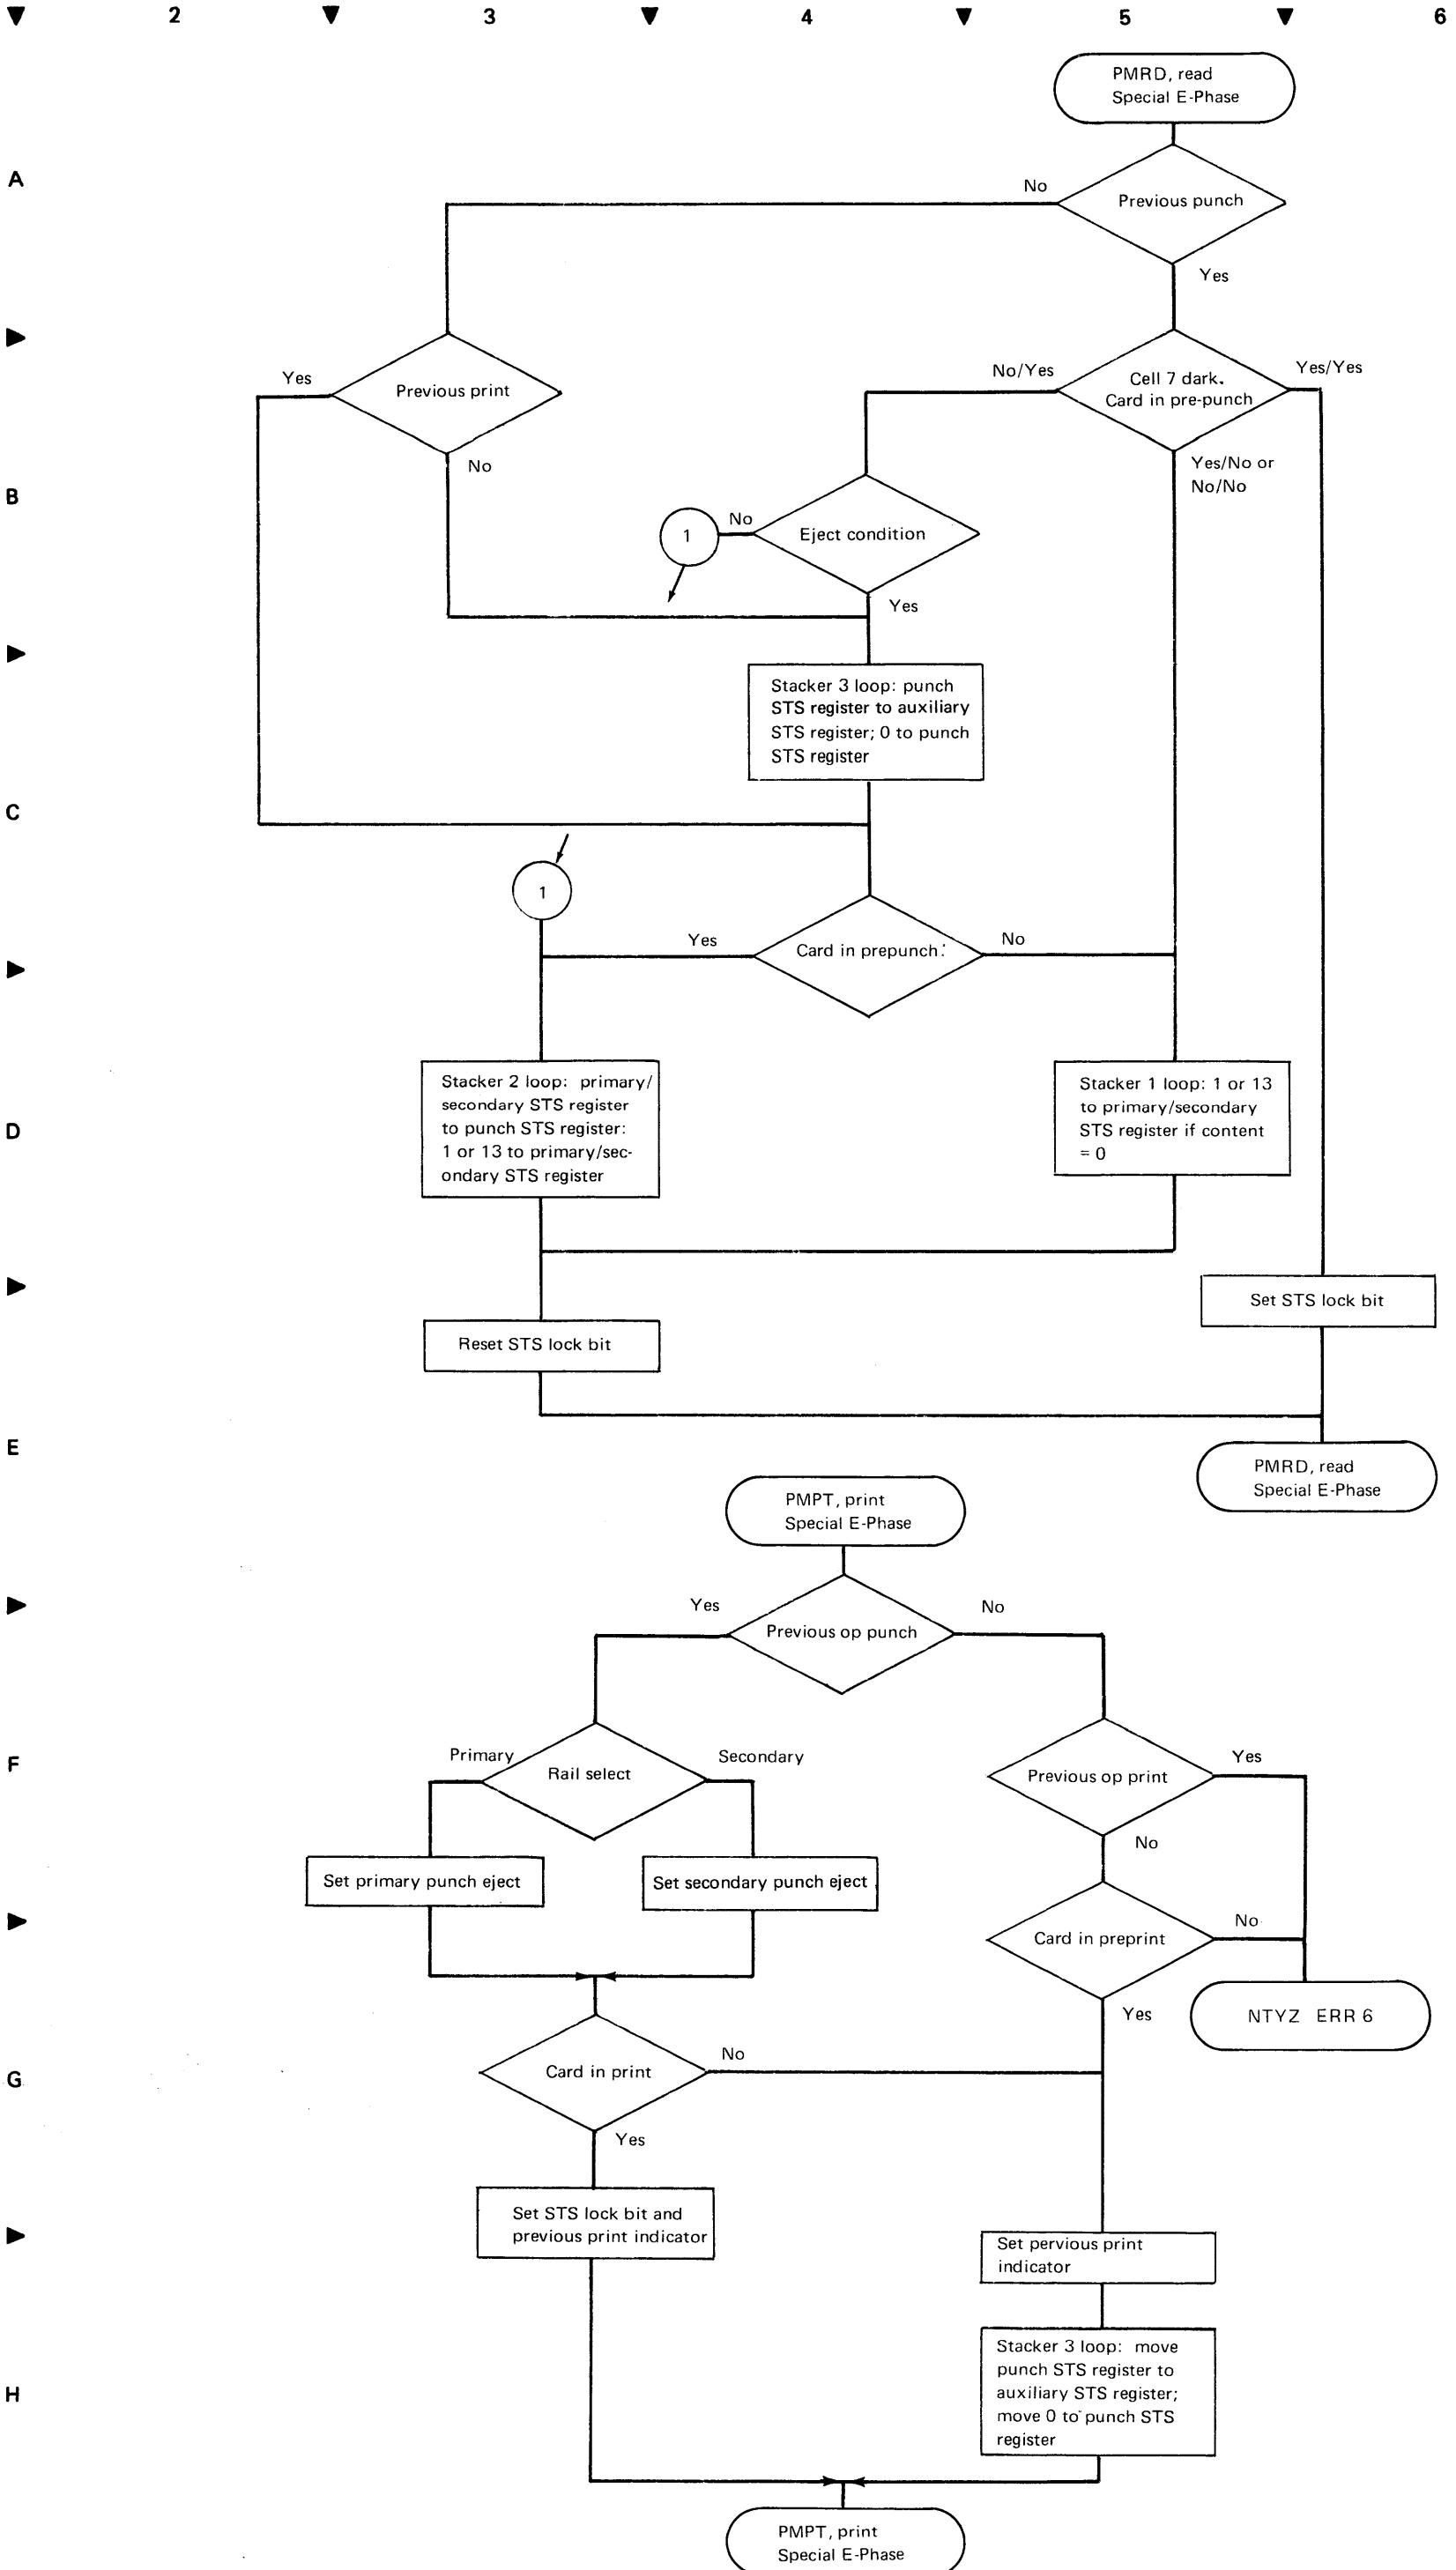 2 3 4 5 6
PMRD, read
Special E-Phase
A
No
Previous punch
Yes
Yes
Previous print
No/Yes
Cell 7 dark.
Card in pre-punch
Yes/Yes
No
Yes/No or
No/No
B
1
No
Eject condition
Yes
Stacker 3 loop: punch
STS register to auxiliary
STS register; 0 to punch
STS register
C
1
Yes
Card in prepunch.
No
D
Stacker 2 loop: primary/
secondary STS register
to punch STS register:
1 or 13 to primary/sec-
ondary STS register
Stacker 1 loop: 1 or 13
to primary/secondary
STS register if content
= 0
Set STS lock bit
Reset STS lock bit
E
PMRD, read
Special E-Phase
PMPT, print
Special E-Phase
Yes
Previous op punch
No
F
Primary
Rail select
Secondary
Previous op print
Yes
No
Set primary punch eject
Set secondary punch eject
Card in preprint
No
Yes
NTYZ ERR 6
G
Card in print
No
Yes
Set STS lock bit and
previous print indicator
Set pervious print
indicator
H
Stacker 3 loop: move
punch STS register to
auxiliary STS register;
move 0 to punch STS
register
PMPT, print
Special E-Phase